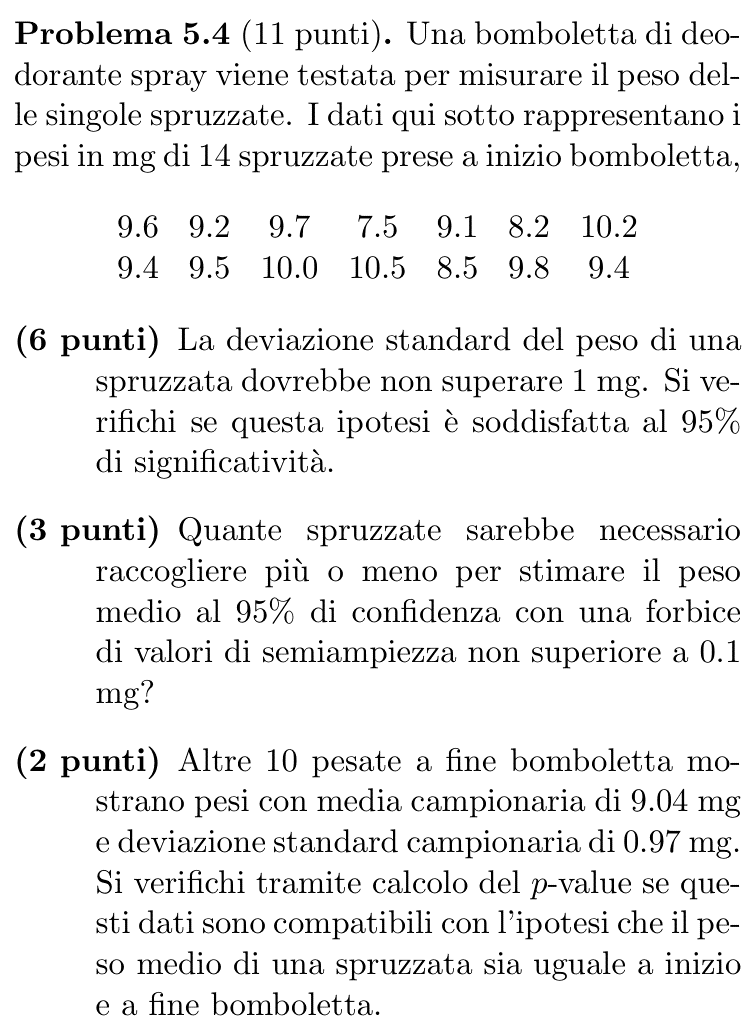 Problema 5.4 (11 punti). Una bomboletta di deo-
dorante spray viene testata per misurare il peso del-
le singole spruzzate. I dati qui sotto rappresentano i
pesi in mg di 14 spruzzate prese a inizio bomboletta,
9.6 9.2 9.7 7.5 9.1 8.2 10.2
9.4 9.5 10.0 10.5 8.5 9.8 9.4
(6 punti) La deviazione standard del peso di una
spruzzata dovrebbe non superare 1 mg. Si ve-
rifichi se questa ipotesi è soddisfatta al 95%
di significatività.
(3 punti) Quante spruzzate sarebbe necessario
raccogliere più o meno per stimare il peso
medio al 95% di confidenza con una forbice
di valori di semiampiezza non superiore a 0.1
mg?
(2 punti) Altre 10 pesate a fine bomboletta mo-
strano pesi con media campionaria di 9.04 mg
e deviazione standard campionaria di 0.97 mg.
Si verifichi tramite calcolo del p-value se que-
sti dati sono compatibili con l'ipotesi che il pe-
so medio di una spruzzata sia uguale a inizio
e a fine bomboletta.